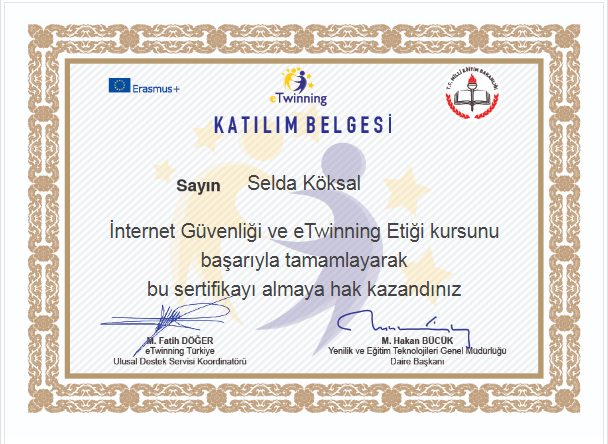 Erasmus+
eTwinning
T.C. MİLLİ EĞİTİM BAKANLIĞI
KATILIM BELGESİ
Sayın Selda Köksal
İnternet Güvenliği ve eTwinning Etiği kursunu
başarıyla tamamlayarak
bu sertifikayı almaya hak kazandınız
M. Fatih DÖĞER
eTwinning Türkiye
Ulusal Destek Servisi Koordinatörü
M. Hakan BÜCÜK
Yenilik ve Eğitim Teknolojileri Genel Müdürlüğü
Daire Başkanı